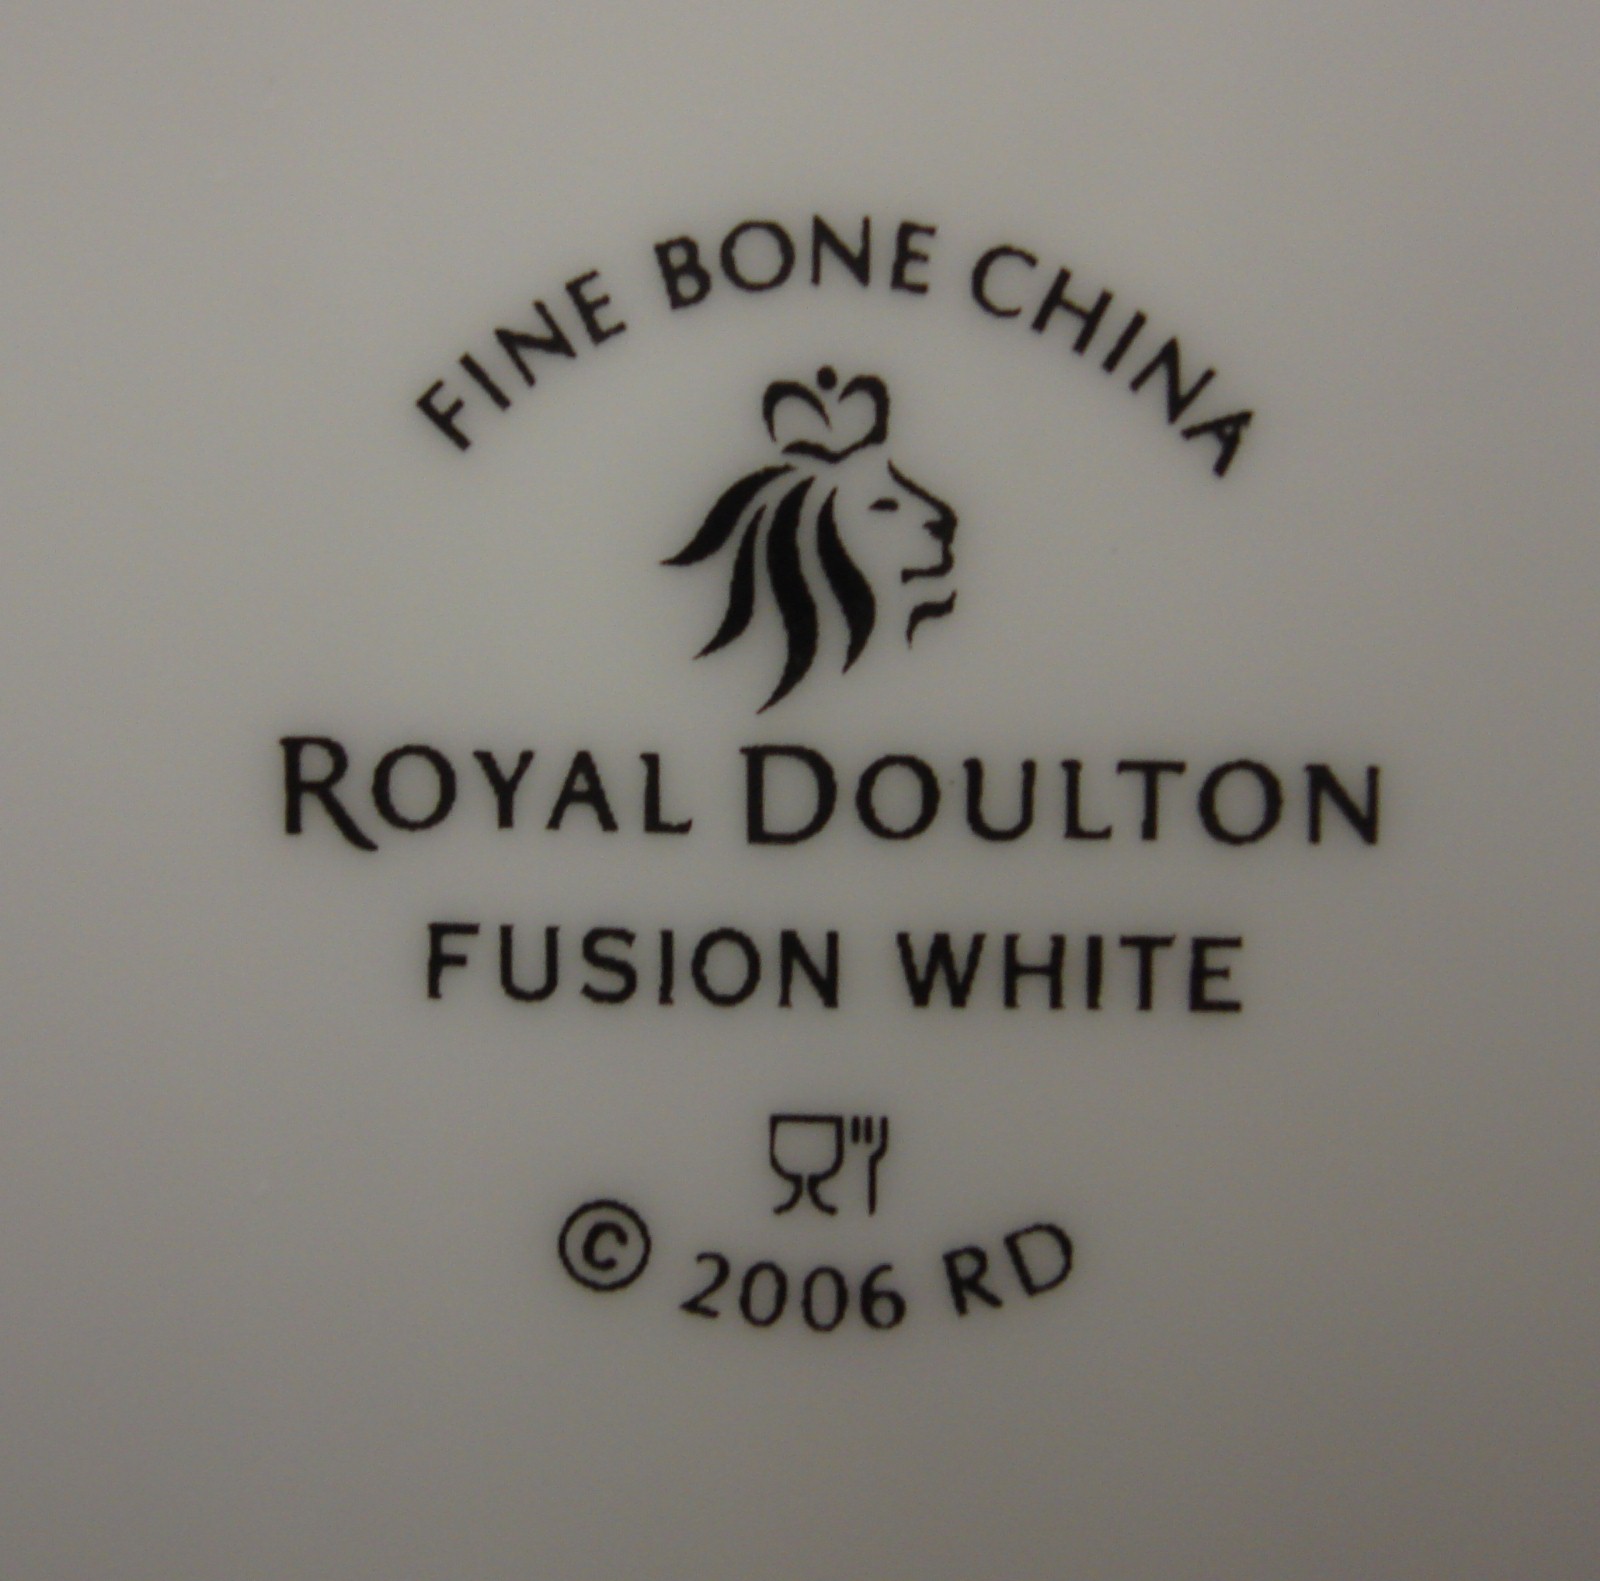 FINE BONE CHINA
ROYAL DOULTON
FUSION WHITE
© 2006 RD